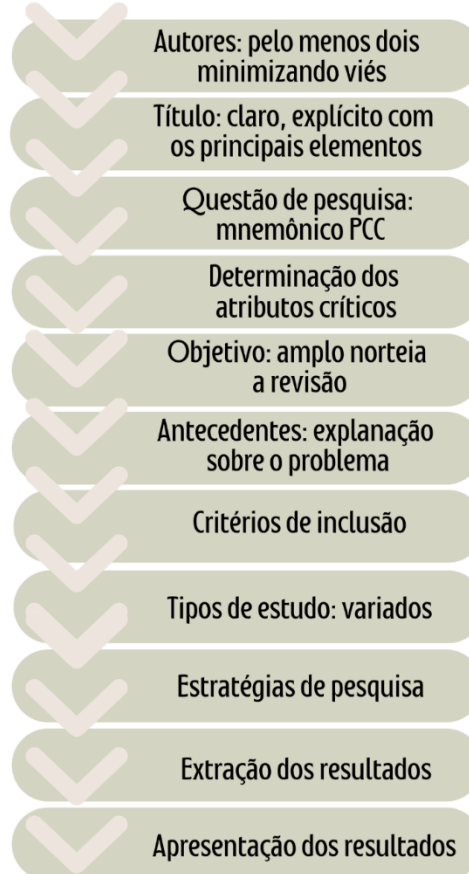 Autores: pelo menos dois
minimizando viés
Título: claro, explícito com
os principais elementos
Questão de pesquisa:
mnemônico PCC
Determinação dos
atributos críticos
Objetivo: amplo norteia
a revisão
Antecedentes: explanação
sobre o problema
Critérios de inclusão
Tipos de estudo: variados
Estratégias de pesquisa
Extração dos resultados
Apresentação dos resultados